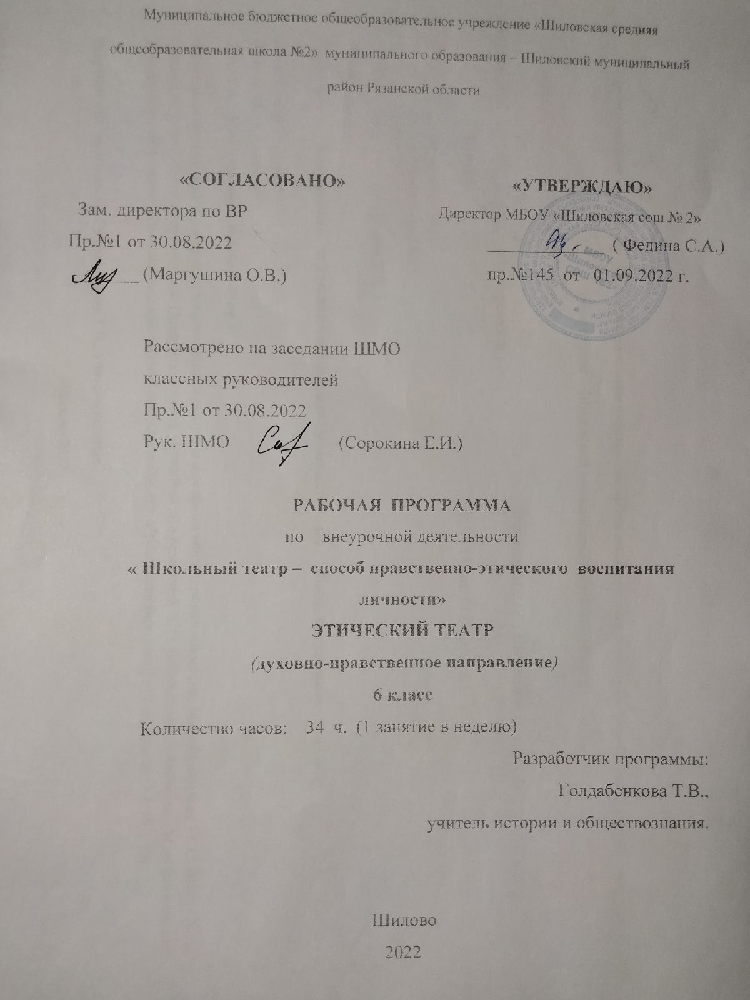 Муниципальное бюджетное общеобразовательное учреждение «Шиловская средняя
общеобразовательная школа №2» муниципального образования – Шиловский муниципальный
район Рязанской области
«СОГЛАСОВАНО»
Зам. директора по ВР
Пр.№1 от 30.08.2022
(Маргушина О.В.)
«УТВЕРЖДАЮ»
Директор МБОУ «Шиловская сош № 2»
( Федина С.А.)
пр.№145 от 01.09.2022 г.
МБОУ
СОШ №2
Рассмотрено на заседании ШМО
классных руководителей
Пр.№1 от 30.08.2022
Рук. ШМО (Сорокина Е.И.)
РАБОЧАЯ ПРОГРАММА
по внеурочной деятельности
« Школьный театр – способ нравственно-этического воспитания
личности»
ЭТИЧЕСКИЙ ТЕАТР
(духовно-нравственное направление)
6 класс
Количество часов: 34 ч. (1 занятие в неделю)
Разработчик программы:
Голдабенкова Т.В.,
учитель истории и обществознания.
Шилово
2022